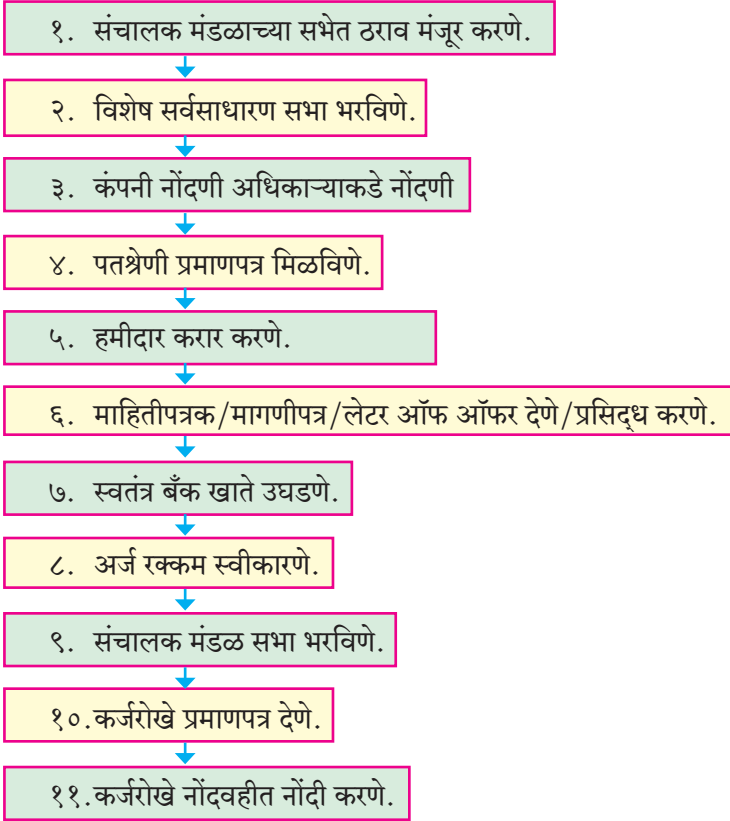 १. संचालक मंडळाच्या सभेत ठराव मंजूर करणे.
२. विशेष सर्वसाधारण सभा भरविणे.
३. कंपनी नोंदणी अधिकाऱ्याकडे नोंदणी
४. पतश्रेणी प्रमाणपत्र मिळविणे.
५. हमीदार करार करणे.
६. माहितीपत्रक/मागणीपत्र/लेटर ऑफ ऑफर देणे/प्रसिद्ध करणे.
७. स्वतंत्र बँक खाते उघडणे.
८. अर्ज रक्कम स्वीकारणे.
९. संचालक मंडळ सभा भरविणे.
१०.कर्जरोखे प्रमाणपत्र देणे.
११.कर्जरोखे नोंदवहीत नोंदी करणे.